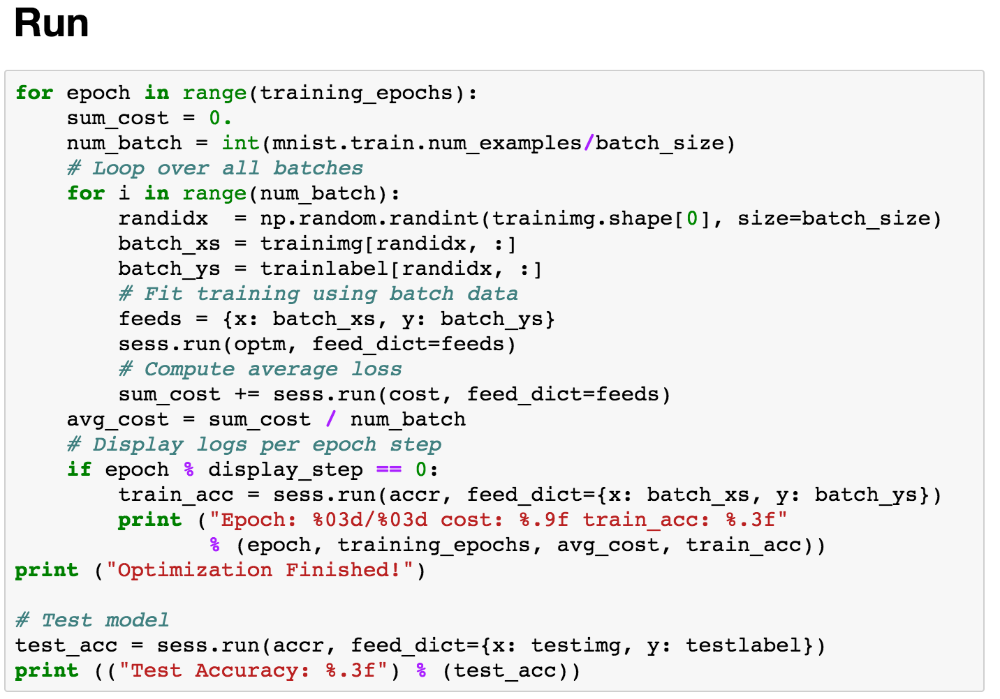 Run
for epoch in range(training_epochs):
    sum_cost = 0.
    num_batch = int(mnist.train.num_examples/batch_size)
    # Loop over all batches
    for i in range(num_batch):
        randidx  = np.random.randint(trainimg.shape[0], size=batch_size)
        batch_xs = trainimg[randidx, :]
        batch_ys = trainlabel[randidx, :]
        # Fit training using batch data
        feeds = {x: batch_xs, y: batch_ys}
        sess.run(optm, feed_dict=feeds)
        # Compute average loss
        sum_cost += sess.run(cost, feed_dict=feeds)
    avg_cost = sum_cost / num_batch
    # Display logs per epoch step
    if epoch % display_step == 0:
        train_acc = sess.run(accr, feed_dict={x: batch_xs, y: batch_ys})
        print ("Epoch: %03d/%03d cost: %.9f train_acc: %.3f"
               % (epoch, training_epochs, avg_cost, train_acc))
print ("Optimization Finished!")

# Test model
test_acc = sess.run(accr, feed_dict={x: testimg, y: testlabel})
print (("Test Accuracy: %.3f") % (test_acc))